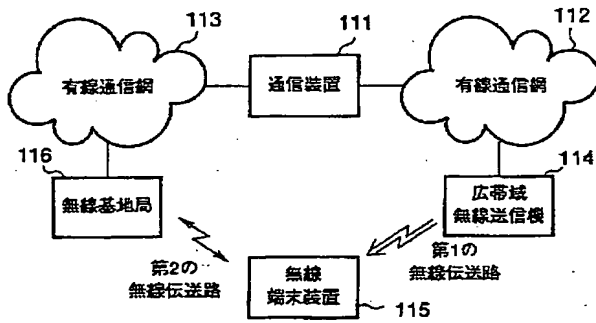 113
111
112
有線通信網
通信装置
有線通信網
116
114
無線基地局
広帯域
無線送信機
第2の
無線伝送路
第1の
無線伝送路
無線
端末装置
115